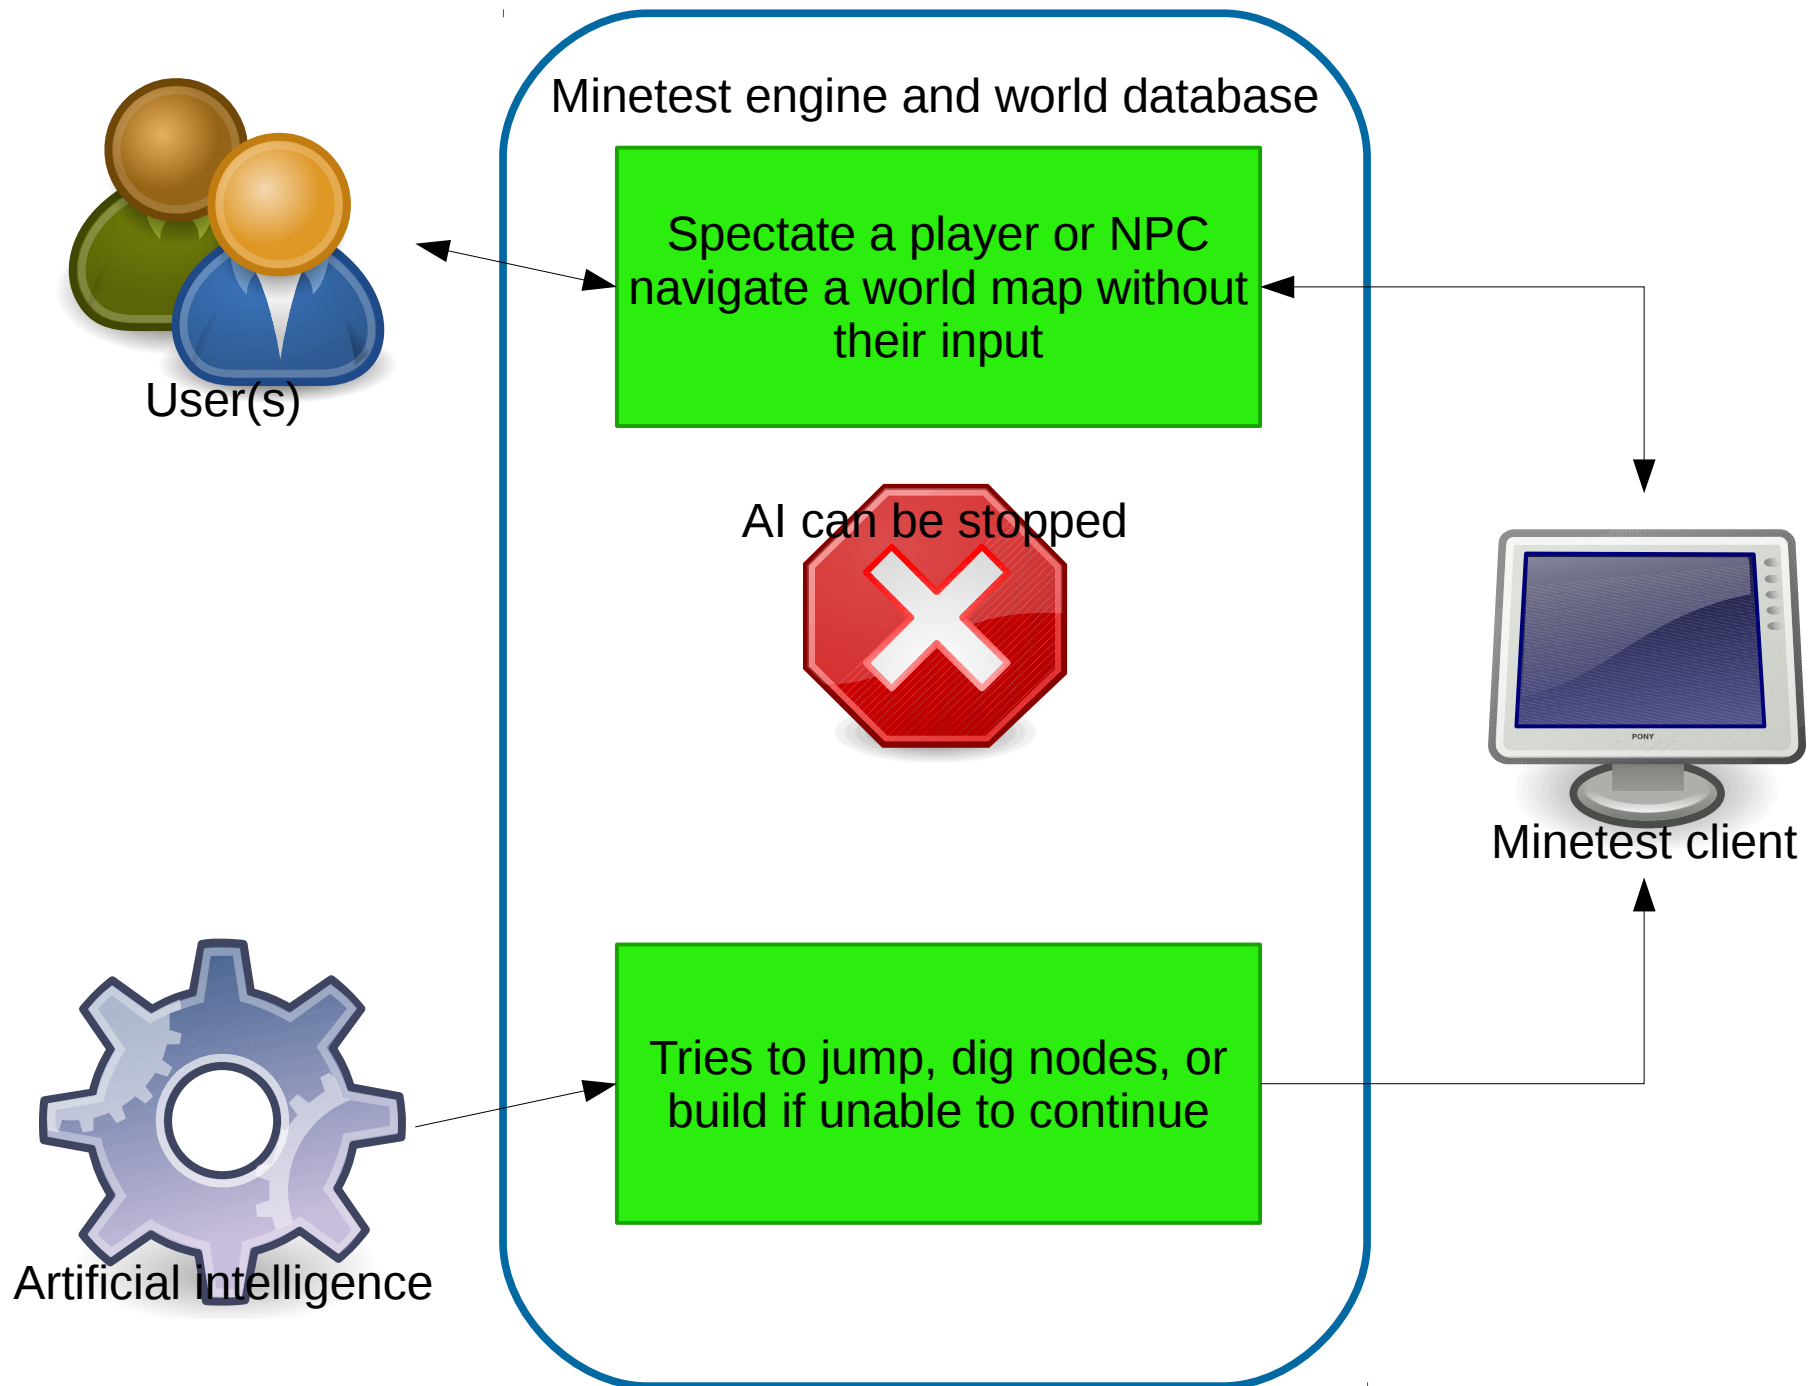 Minetest engine and world database
Spectate a player or NPC
navigate a world map without
their input
User(s)
AI can be stopped
PONY
Minetest client
Tries to jump, dig nodes, or
build if unable to continue
Artificial intelligence